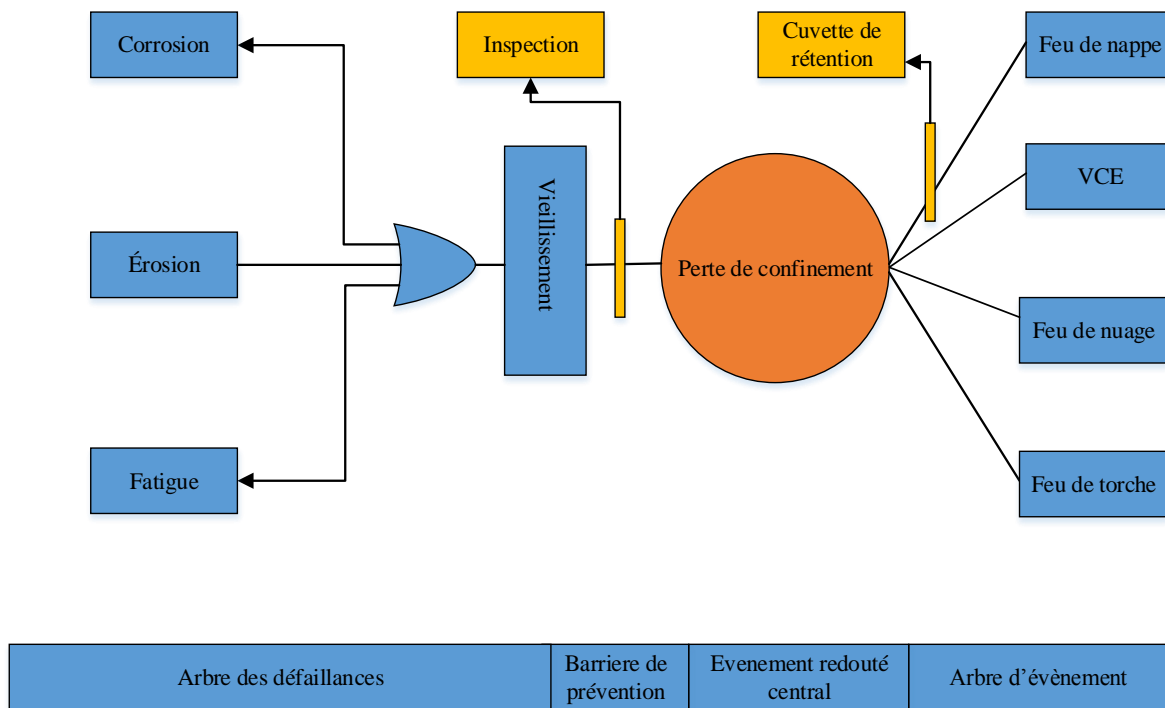 Corrosion
Inspection
Cuvette de
rétention
Feu de nappe
VCE
Vieillissement
Érosion
Perte de confinement
Feu de nuage
Fatigue
Feu de torche
Arbre des défaillances
Barriere de
prévention
Evenement redouté
central
Arbre d'évènement